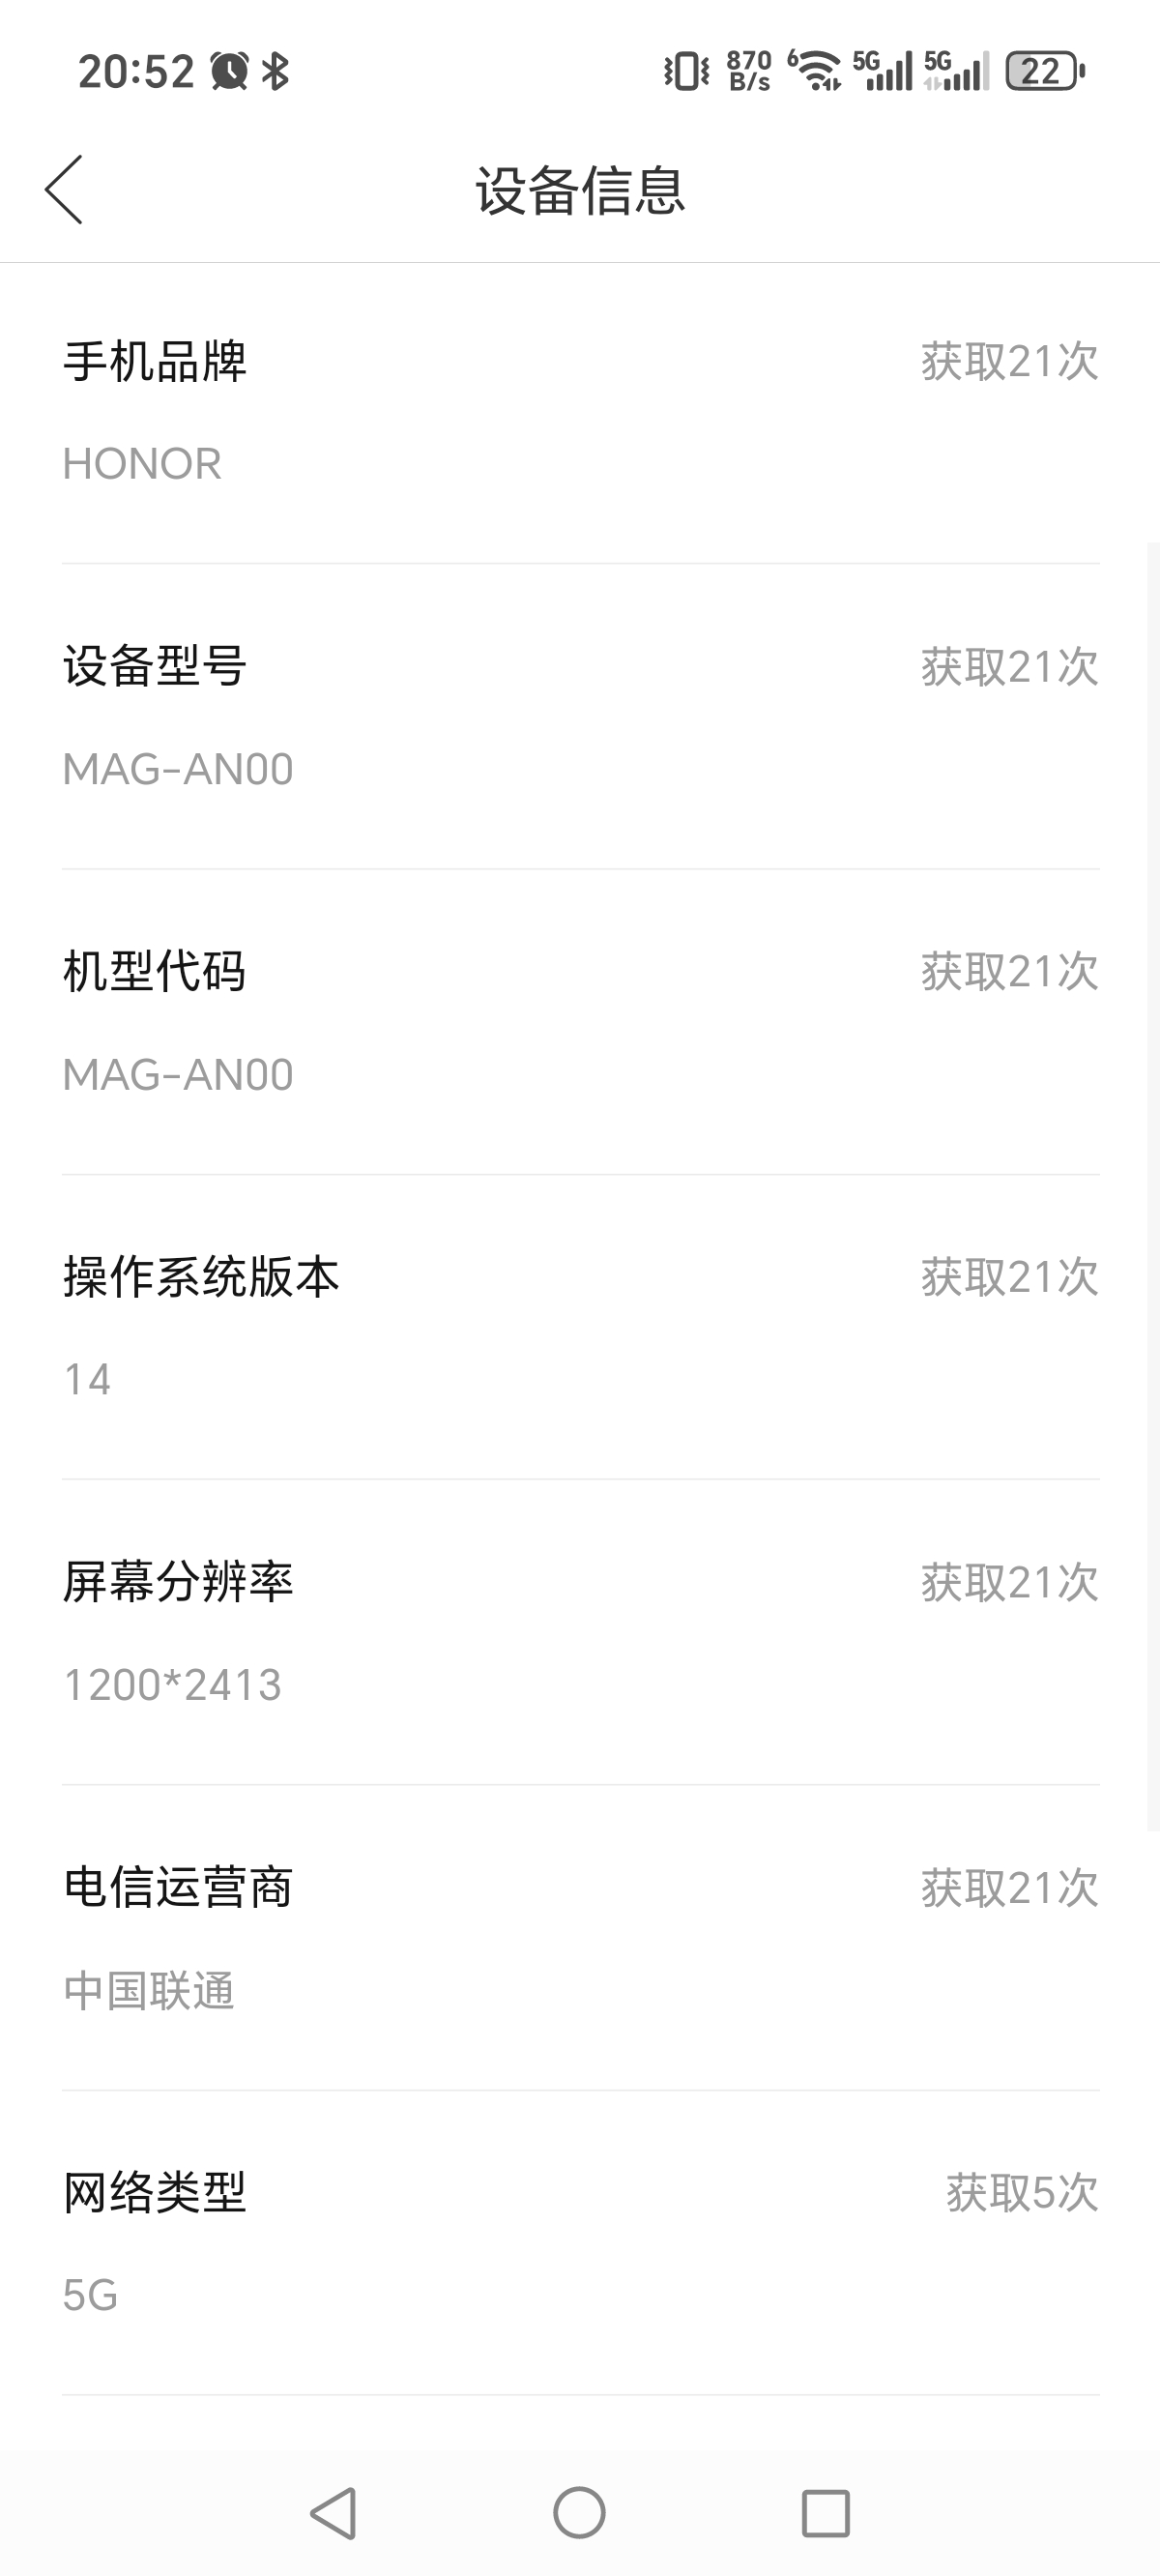 20:52 870 B/s 6 5G 5G 22
设备信息
手机品牌 获取21次
HONOR
设备型号 获取21次
MAG-AN00
机型代码 获取21次
MAG-AN00
操作系统版本 获取21次
14
屏幕分辨率 获取21次
1200*2413
电信运营商 获取21次
中国联通
网络类型 获取5次
5G